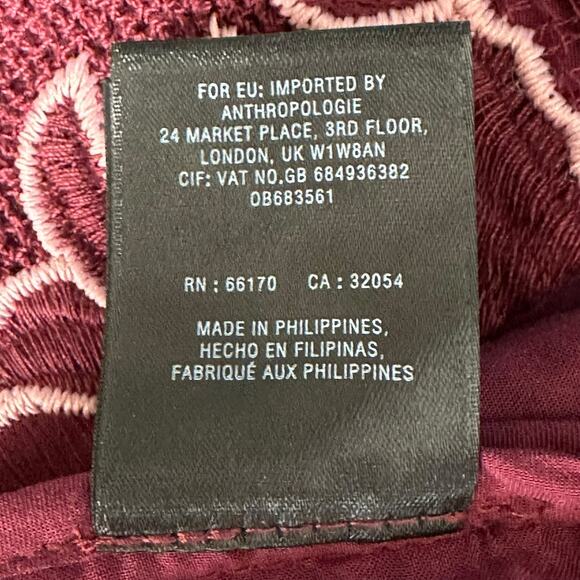 FOR EU: IMPORTED BY
ANTHROPOLOGIE
24 MARKET PLACE, 3RD FLOOR,
LONDON, UK W1W8AN
CIF: VAT NO.GB 684936382
OB683561
RN : 66170 CA : 32054
MADE IN PHILIPPINES,
HECHO EN FILIPINAS,
FABRIQUÉ AUX PHILIPPINES